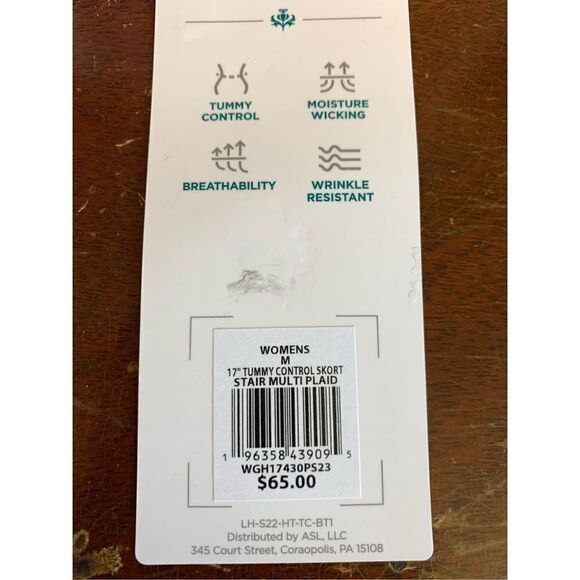 TUMMY
CONTROL
MOISTURE
WICKING
BREATHABILITY
WRINKLE
RESISTANT
WOMENS
M
17" TUMMY CONTROL SKORT
STAIR MULTI PLAID
1 96358 43909 5
WGH17430PS23
$65.00
LH-S22-HT-TC-BT1
Distributed by ASL, LLC
345 Court Street, Coraopolis, PA 15108